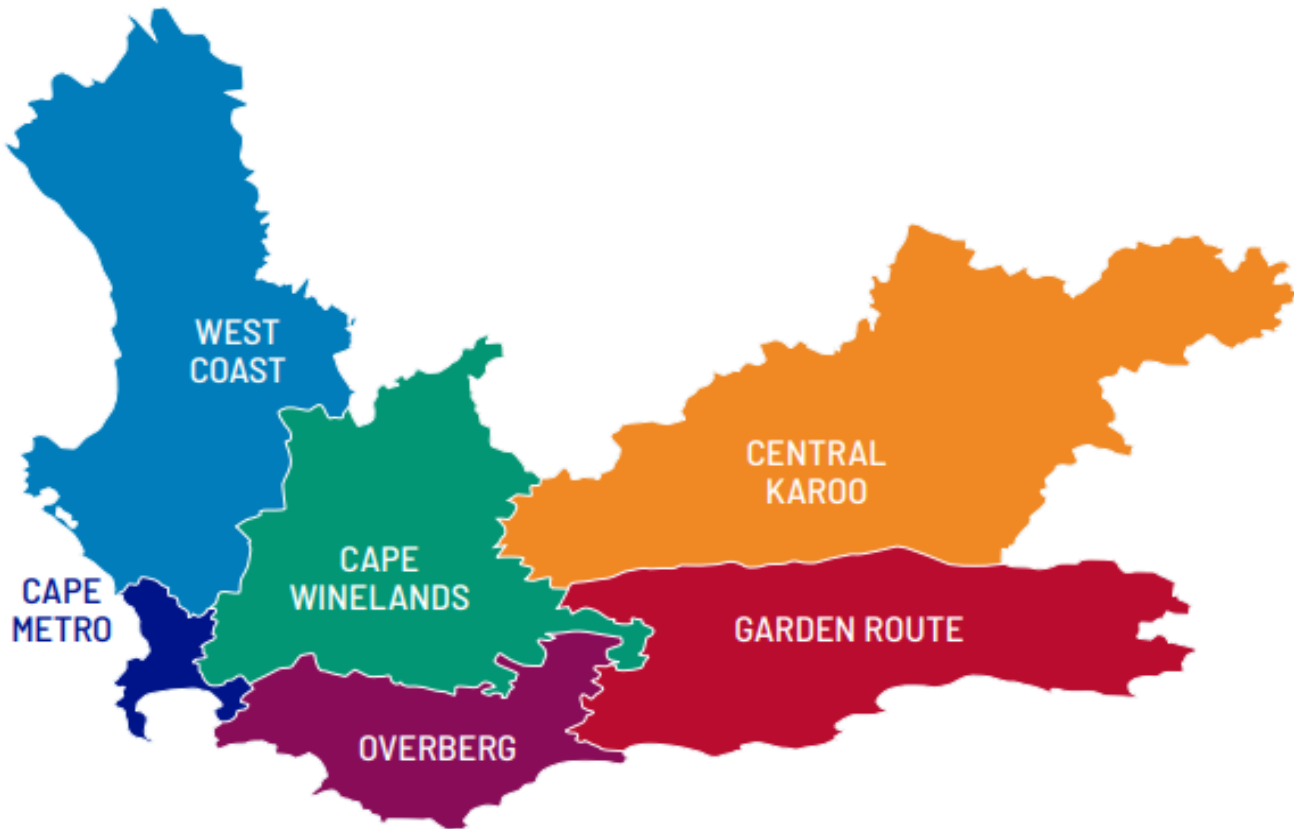 WEST
COAST
CENTRAL
KAROO
CAPE
WINELANDS
CAPE
METRO
GARDEN ROUTE
OVERBERG